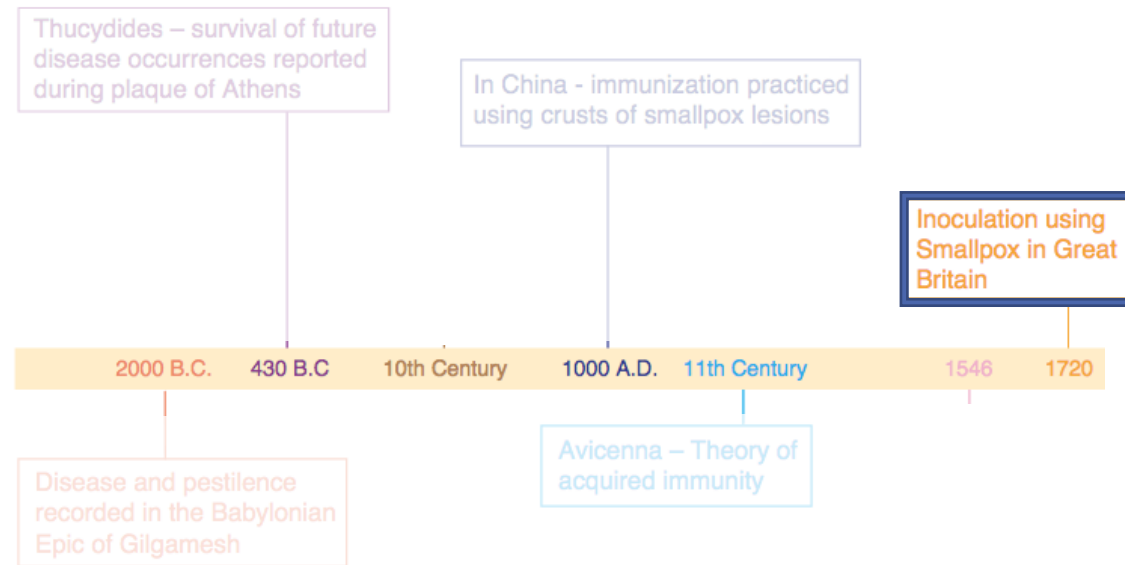 Thucydides – survival of future
disease occurrences reported
during plaque of Athens
In China - immunization practiced
using crusts of smallpox lesions
Inoculation using
Smallpox in Great
Britain
2000 B.C.
430 B.C
10th Century
1000 A.D.
11th Century
1546
1720
Avicenna – Theory of
acquired immunity
Disease and pestilence
recorded in the Babylonian
Epic of Gilgamesh